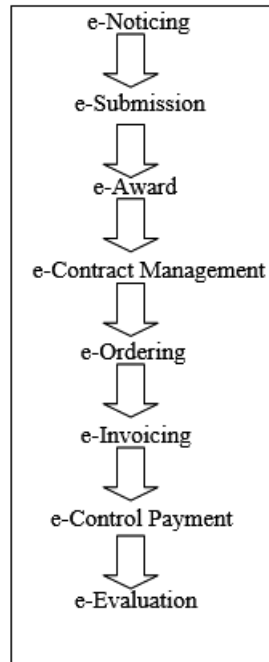 e-Noticing
e-Submission
e-Award
e-Contract Management
e-Ordering
e-Invoicing
e-Control Payment
e-Evaluation